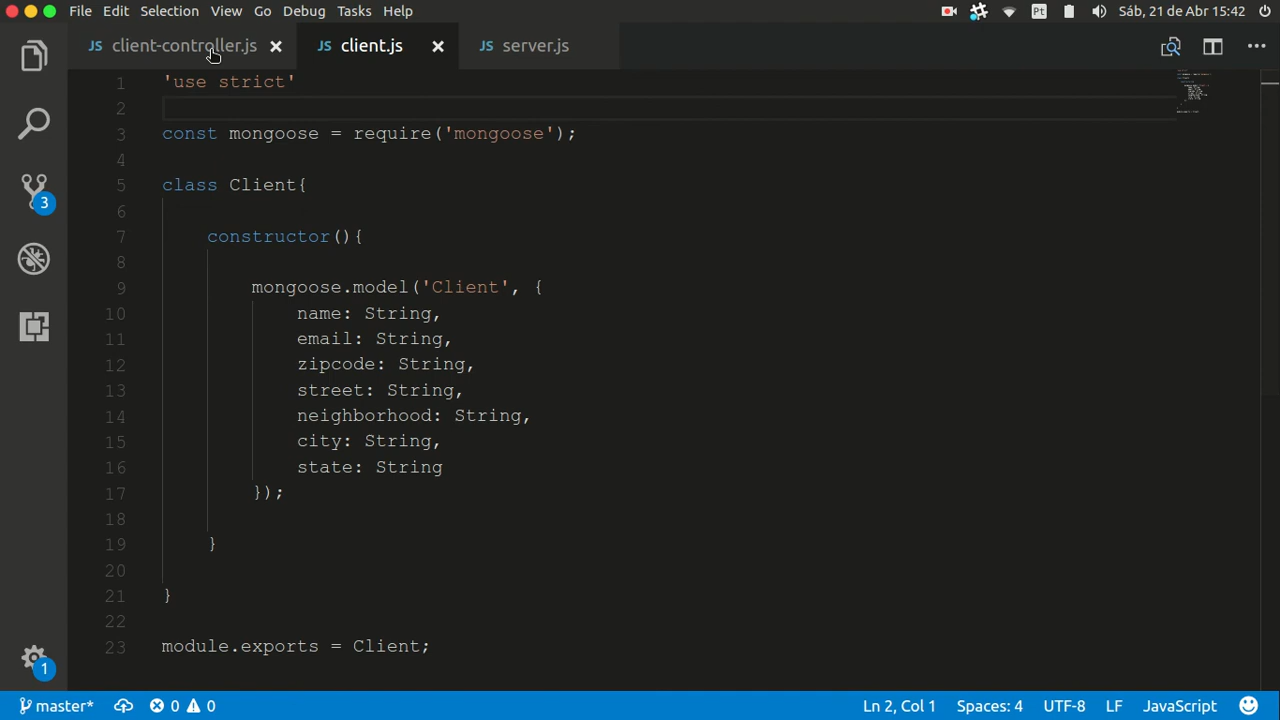 File Edit Selection View Go Debug Tasks Help Pt Sáb, 21 de Abr 15:42
JS client-controller.js JS client.js JS server.js
1 'use strict'
2
3 const mongoose = require('mongoose');
4
5 class Client{
6
7 constructor(){
8
9 mongoose.model('Client', {
10 name: String,
11 email: String,
12 zipcode: String,
13 street: String,
14 neighborhood: String,
15 city: String,
16 state: String
17 });
18
19 }
20
21 }
22
23 module.exports = Client;
3
1
master* 0 0 Ln 2, Col 1 Spaces: 4 UTF-8 LF JavaScript